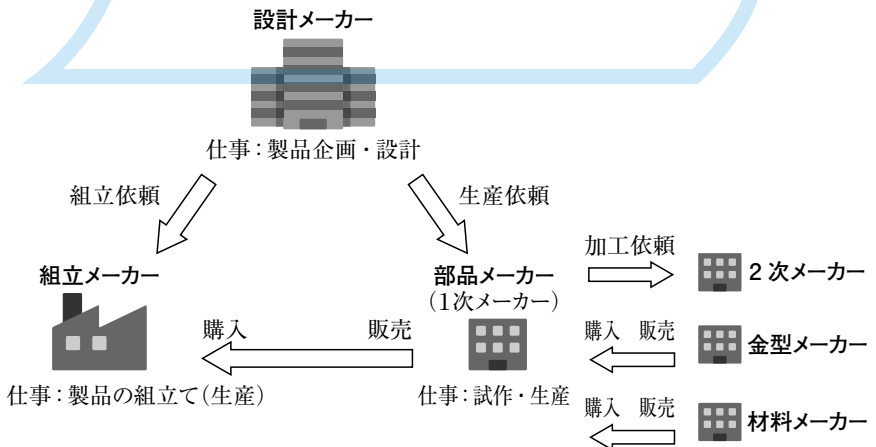 設計メーカー
仕事：製品企画・設計
組立依頼
生産依頼
加工依頼
組立メーカー
部品メーカー
（1次メーカー）
2次メーカー
購入
販売
購入 販売
金型メーカー
仕事：製品の組立て（生産）
仕事：試作・生産
購入 販売
材料メーカー